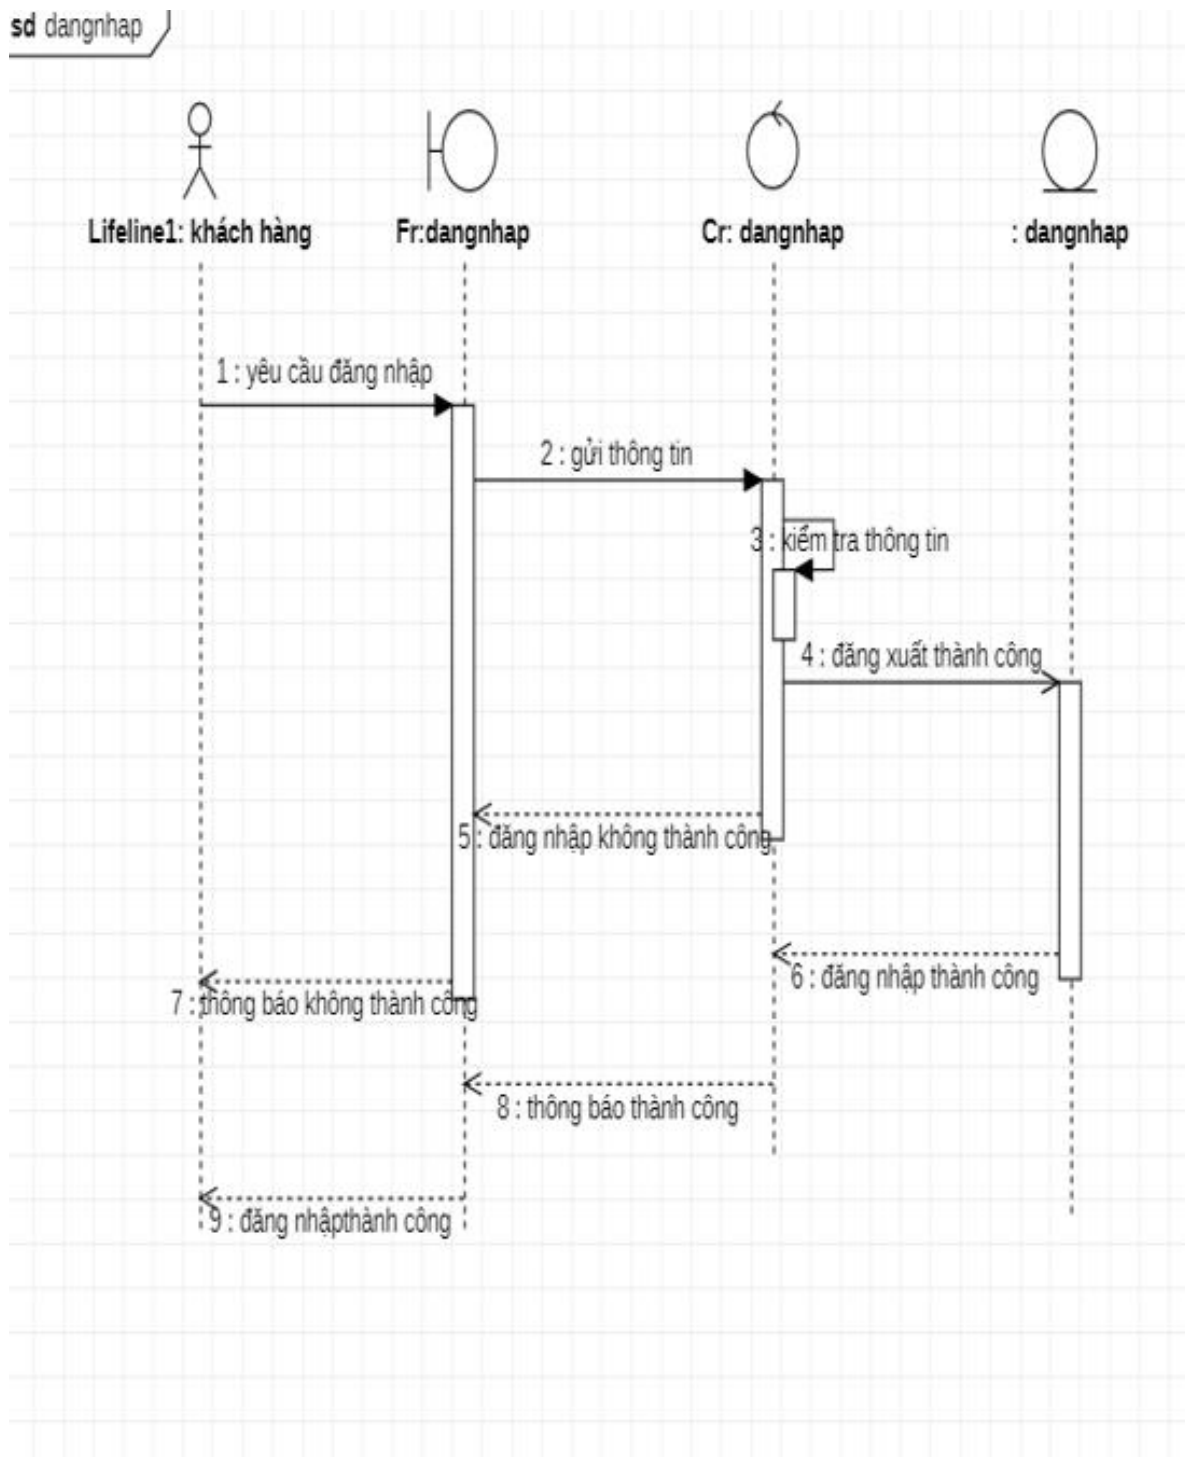 sd dangnhap
Lifeline1: khách hàng
Fr:dangnhap
Cr: dangnhap
: dangnhap
1 : yêu cầu đăng nhập
2 : gửi thông tin
3 : kiểm tra thông tin
4 : đăng xuất thành công
5 : đăng nhập không thành công
6 : đăng nhập thành công
7 : thông báo không thành công
8 : thông báo thành công
9 : đăng nhậpthành công